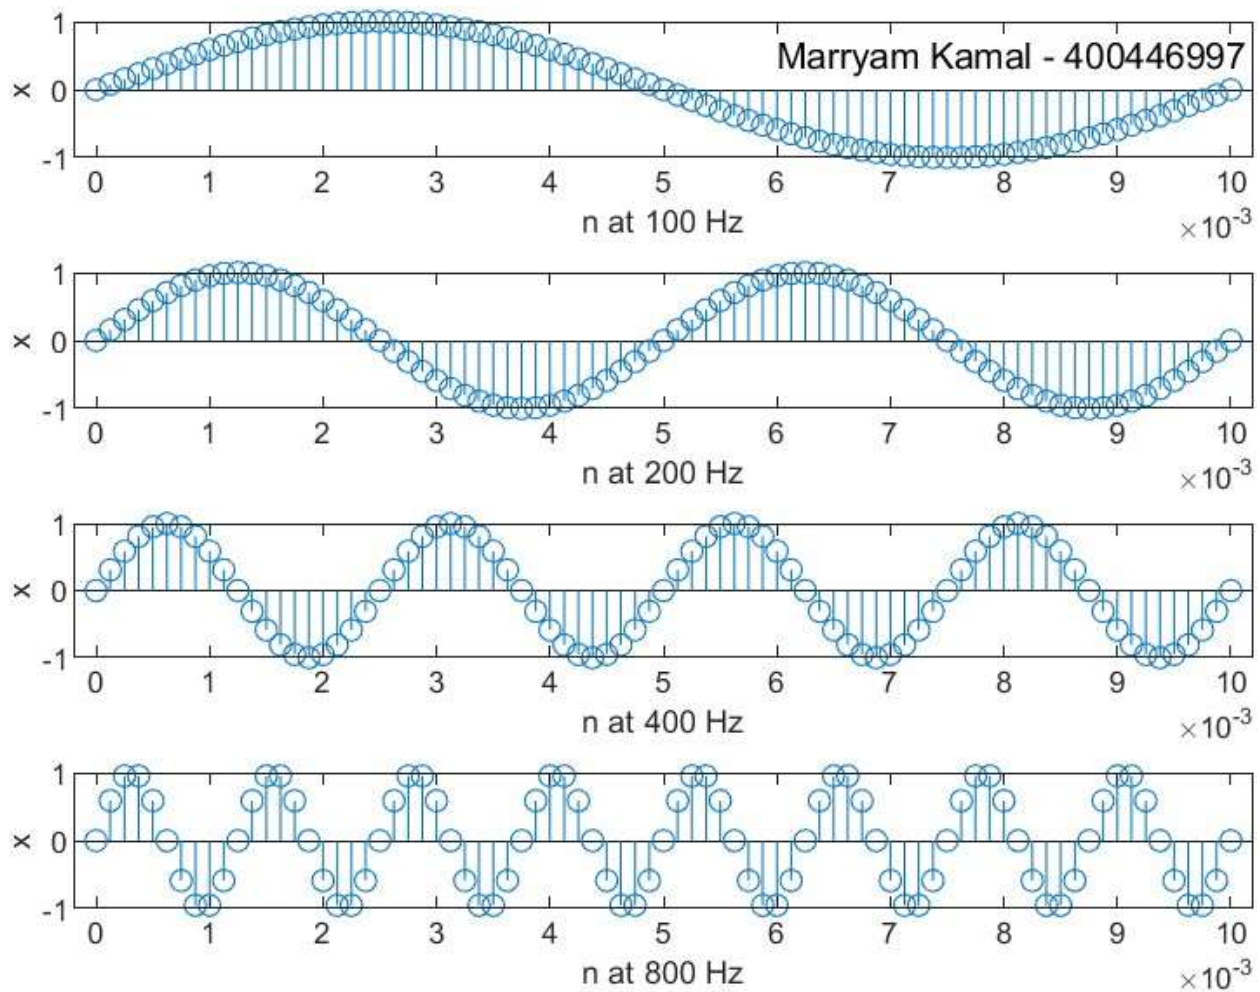 1
Marryam Kamal - 400446997
x
0
-1
0 1 2 3 4 5 6 7 8 9 10
n at 100 Hz
×10-3
1
x
0
-1
0 1 2 3 4 5 6 7 8 9 10
n at 200 Hz
×10-3
1
x
0
-1
0 1 2 3 4 5 6 7 8 9 10
n at 400 Hz
×10-3
1
x
0
-1
0 1 2 3 4 5 6 7 8 9 10
n at 800 Hz
×10-3